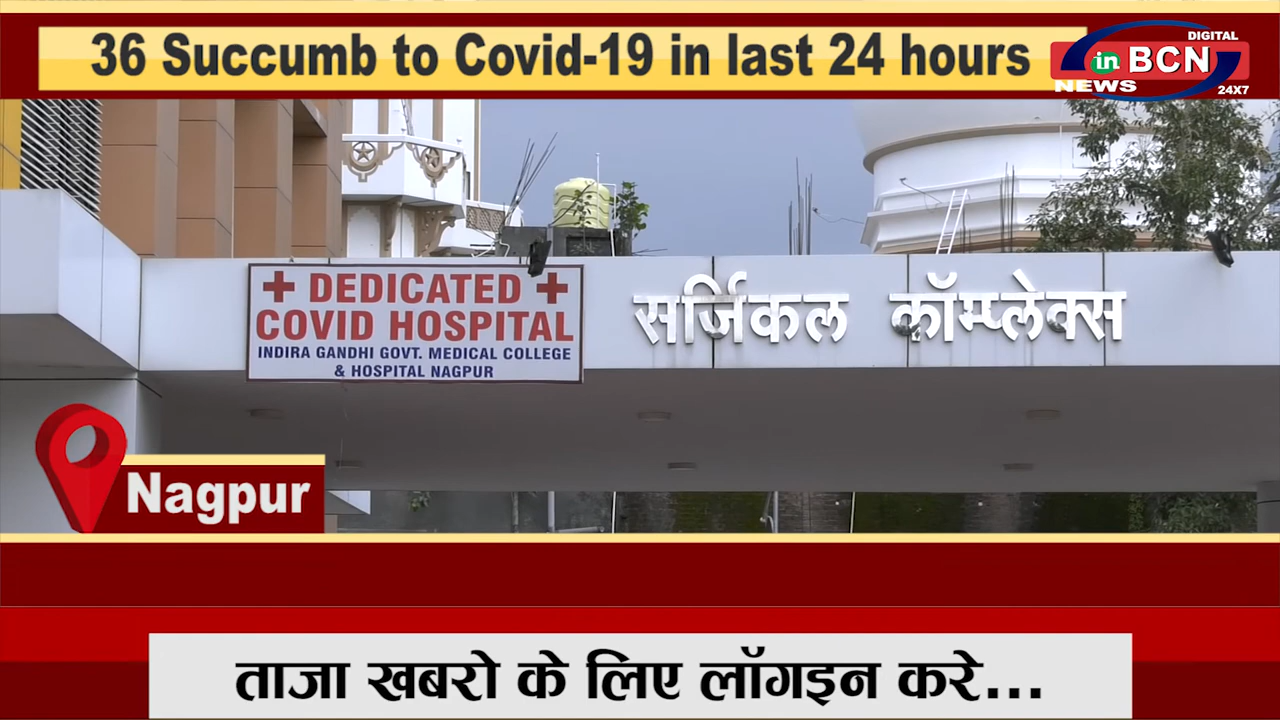 36 Succumb to Covid-19 in last 24 hours
DIGITAL
in BCN
NEWS
24X7
DEDICATED
COVID HOSPITAL
INDIRA GANDHI GOVT. MEDICAL COLLEGE
& HOSPITAL NAGPUR
सर्जिकल कॉम्प्लेक्स
Nagpur
ताजा खबरो के लिए लॉगइन करे...